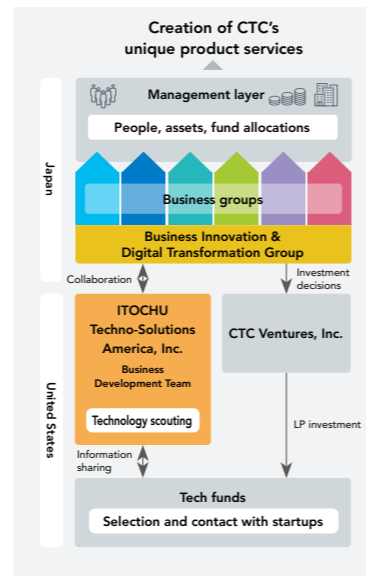 Creation of CTC's
unique product services
Management layer
People, assets, fund allocations
Japan
Business groups
Business Innovation &
Digital Transformation Group
Collaboration
Investment
decisions
ITOCHU
Techno-Solutions
America, Inc.
Business
Development Team
Technology scouting
CTC Ventures, Inc.
United States
Information
sharing
LP investment
Tech funds
Selection and contact with startups